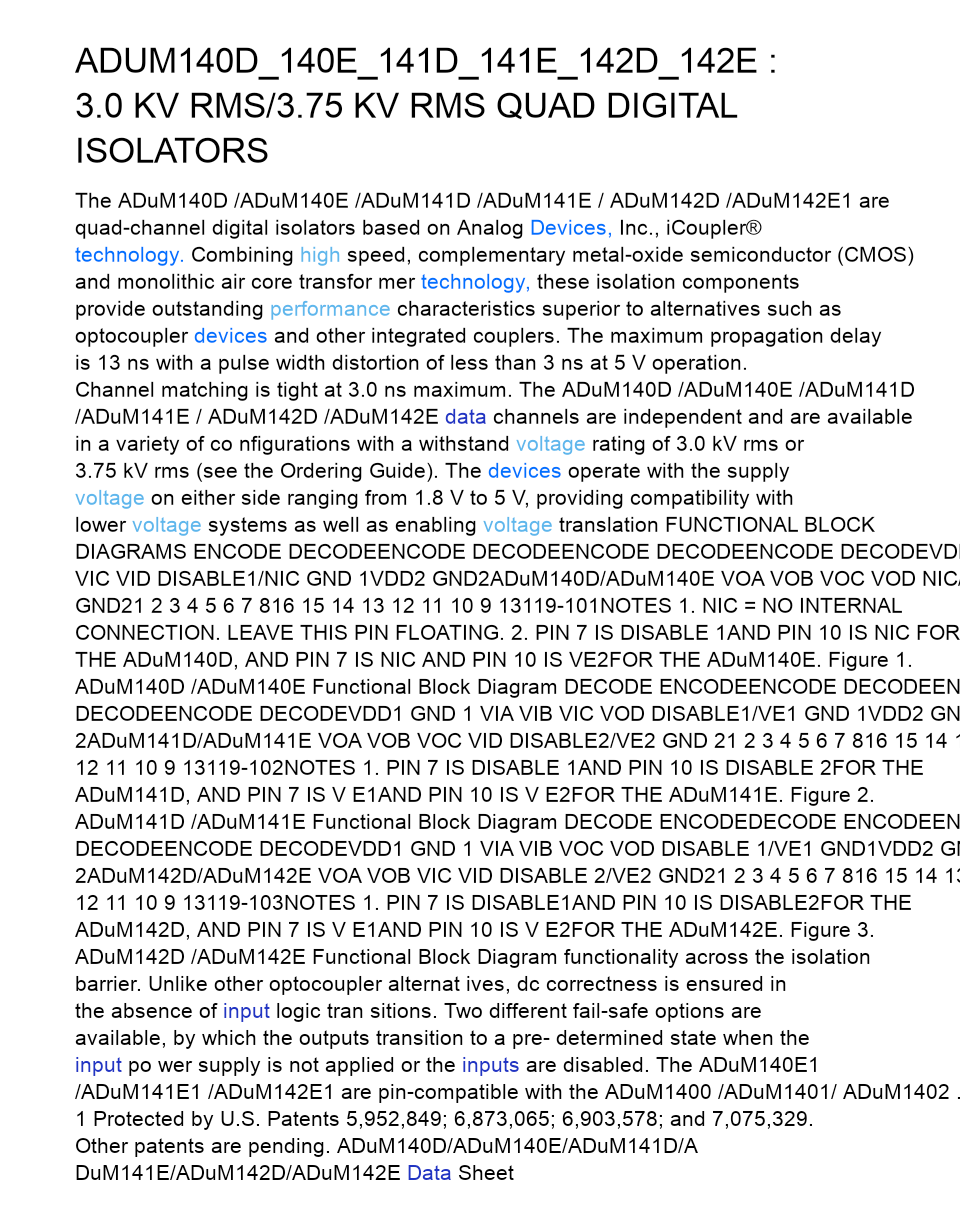 ADUM140D_140E_141D_141E_142D_142E :
3.0 KV RMS/3.75 KV RMS QUAD DIGITAL
ISOLATORS
The ADuM140D /ADuM140E /ADuM141D /ADuM141E / ADuM142D /ADuM142E1 are
quad-channel digital isolators based on Analog Devices, Inc., iCoupler®
technology. Combining high speed, complementary metal-oxide semiconductor (CMOS)
and monolithic air core transfor mer technology, these isolation components
provide outstanding performance characteristics superior to alternatives such as
optocoupler devices and other integrated couplers. The maximum propagation delay
is 13 ns with a pulse width distortion of less than 3 ns at 5 V operation.
Channel matching is tight at 3.0 ns maximum. The ADuM140D /ADuM140E /ADuM141D
/ADuM141E / ADuM142D /ADuM142E data channels are independent and are available
in a variety of co nfigurations with a withstand voltage rating of 3.0 kV rms or
3.75 kV rms (see the Ordering Guide). The devices operate with the supply
voltage on either side ranging from 1.8 V to 5 V, providing compatibility with
lower voltage systems as well as enabling voltage translation FUNCTIONAL BLOCK
DIAGRAMS ENCODE DECODEENCODE DECODEENCODE DECODEENCODE DECODEVD
VIC VID DISABLE1/NIC GND 1VDD2 GND2ADuM140D/ADuM140E VOA VOB VOC VOD NIC
GND21 2 3 4 5 6 7 816 15 14 13 12 11 10 9 13119-101NOTES 1. NIC = NO INTERNAL
CONNECTION. LEAVE THIS PIN FLOATING. 2. PIN 7 IS DISABLE 1AND PIN 10 IS NIC FOR
THE ADuM140D, AND PIN 7 IS NIC AND PIN 10 IS VE2FOR THE ADuM140E. Figure 1.
ADuM140D /ADuM140E Functional Block Diagram DECODE ENCODEENCODE DECODEEN
DECODEENCODE DECODEVDD1 GND 1 VIA VIB VIC VOD DISABLE1/VE1 GND 1VDD2 GN
2ADuM141D/ADuM141E VOA VOB VOC VID DISABLE2/VE2 GND 21 2 3 4 5 6 7 816 15 14
12 11 10 9 13119-102NOTES 1. PIN 7 IS DISABLE 1AND PIN 10 IS DISABLE 2FOR THE
ADuM141D, AND PIN 7 IS V E1AND PIN 10 IS V E2FOR THE ADuM141E. Figure 2.
ADuM141D /ADuM141E Functional Block Diagram DECODE ENCODEDECODE ENCODEEN
DECODEENCODE DECODEVDD1 GND 1 VIA VIB VOC VOD DISABLE 1/VE1 GND1VDD2 GN
2ADuM142D/ADuM142E VOA VOB VIC VID DISABLE 2/VE2 GND21 2 3 4 5 6 7 816 15 14 13
12 11 10 9 13119-103NOTES 1. PIN 7 IS DISABLE1AND PIN 10 IS DISABLE2FOR THE
ADuM142D, AND PIN 7 IS V E1AND PIN 10 IS V E2FOR THE ADuM142E. Figure 3.
ADuM142D /ADuM142E Functional Block Diagram functionality across the isolation
barrier. Unlike other optocoupler alternat ives, dc correctness is ensured in
the absence of input logic tran sitions. Two different fail-safe options are
available, by which the outputs transition to a pre- determined state when the
input po wer supply is not applied or the inputs are disabled. The ADuM140E1
/ADuM141E1 /ADuM142E1 are pin-compatible with the ADuM1400 /ADuM1401/ ADuM1402 .
1 Protected by U.S. Patents 5,952,849; 6,873,065; 6,903,578; and 7,075,329.
Other patents are pending. ADuM140D/ADuM140E/ADuM141D/A
DuM141E/ADuM142D/ADuM142E Data Sheet